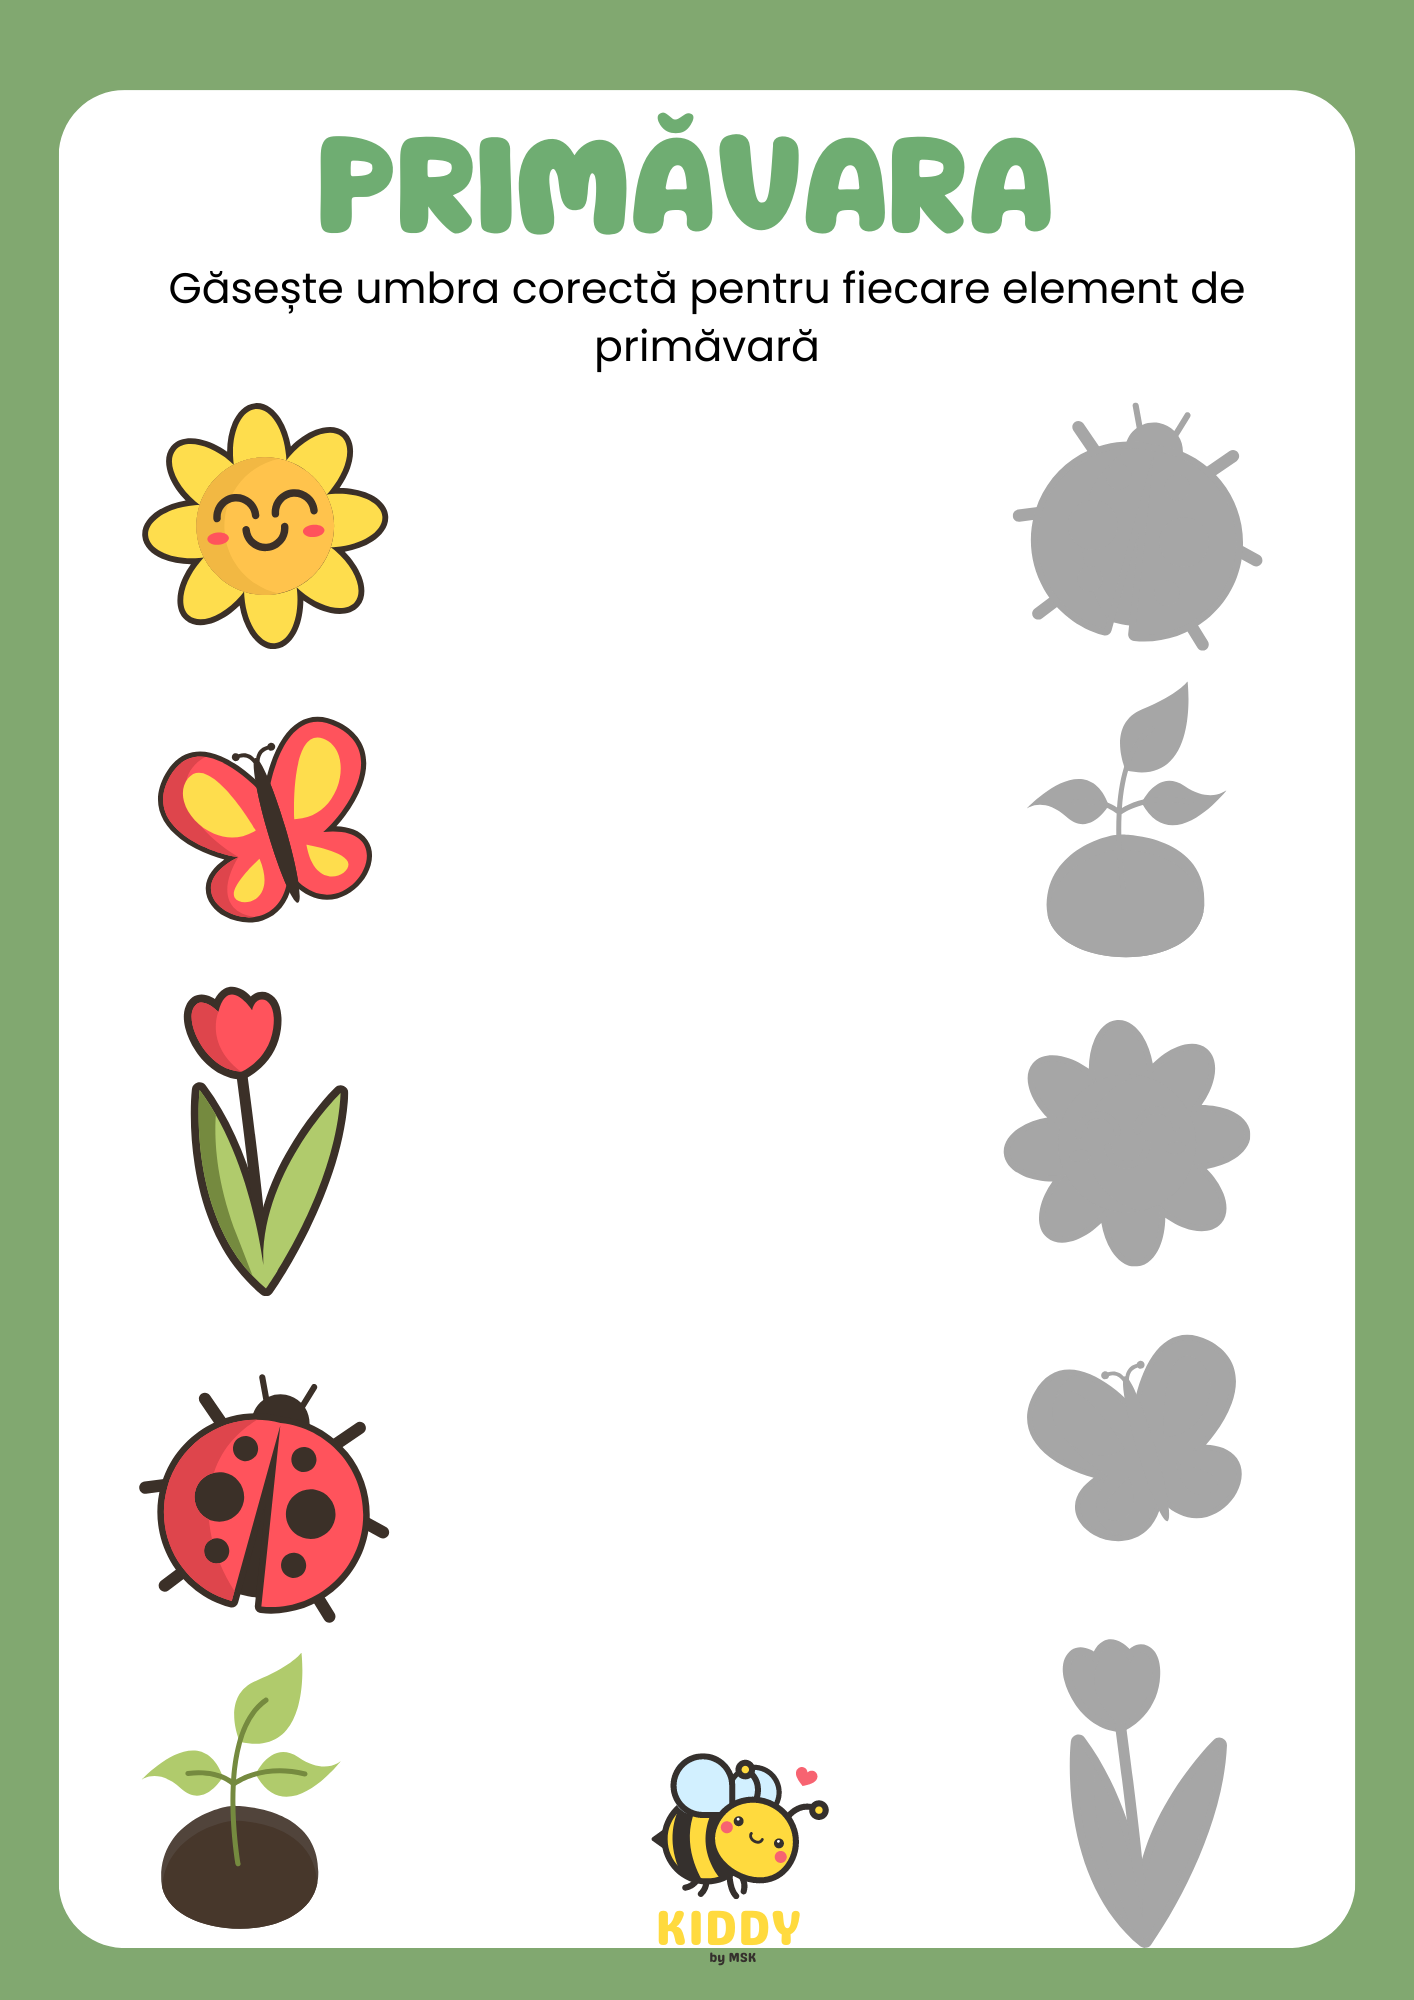 PRIMĂVARA
Găsește umbra corectă pentru fiecare element de
primăvară
KIDDY
by MSK